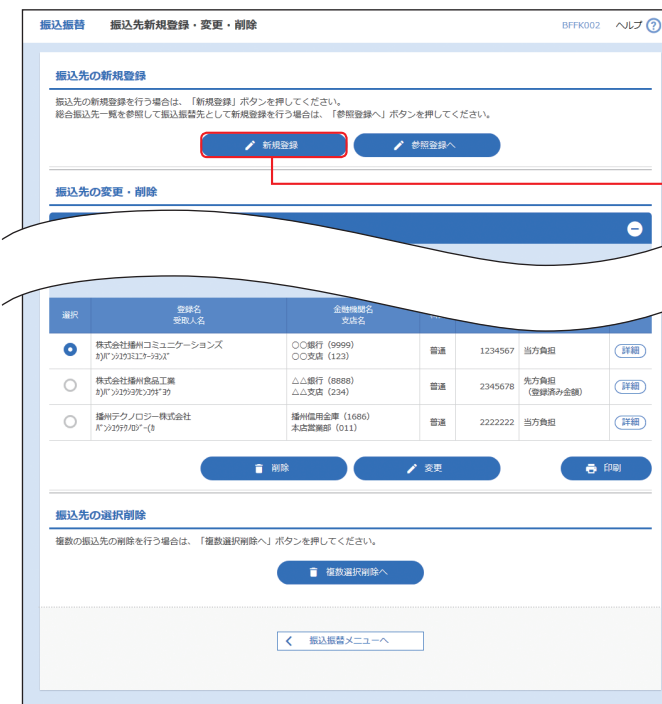 振込振替 振込先新規登録・変更・削除 BFFK002 ヘルプ ?
振込先の新規登録
振込先の新規登録を行う場合は、「新規登録」ボタンを押してください。
総合振込先一覧を参照して振込振替先として新規登録を行う場合は、「参照登録へ」ボタンを押してください。
新規登録 参照登録へ
振込先の変更・削除
選択 登録名 金融機関名
受取人名 支店名
株式会社播州コミュニケーションズ ○○銀行 (9999) 普通 1234567 当方負担 詳細
カ)バンシユウコミユニケーシヨンズ ○○支店 (123)
株式会社播州食品工業 △△銀行 (8888) 普通 2345678 先方負担 詳細
カ)バンシユウシヨクヒンコウギヨウ △△支店 (234) (登録済み金額)
播州テクノロジー株式会社 播州信用金庫 (1686) 普通 2222222 当方負担 詳細
バンシユウテクノロジ-(カ 本店営業部 (011)
削除 変更 印刷
振込先の選択削除
複数の振込先の削除を行う場合は、「複数選択削除へ」ボタンを押してください。
複数選択削除へ
振込振替メニューへ